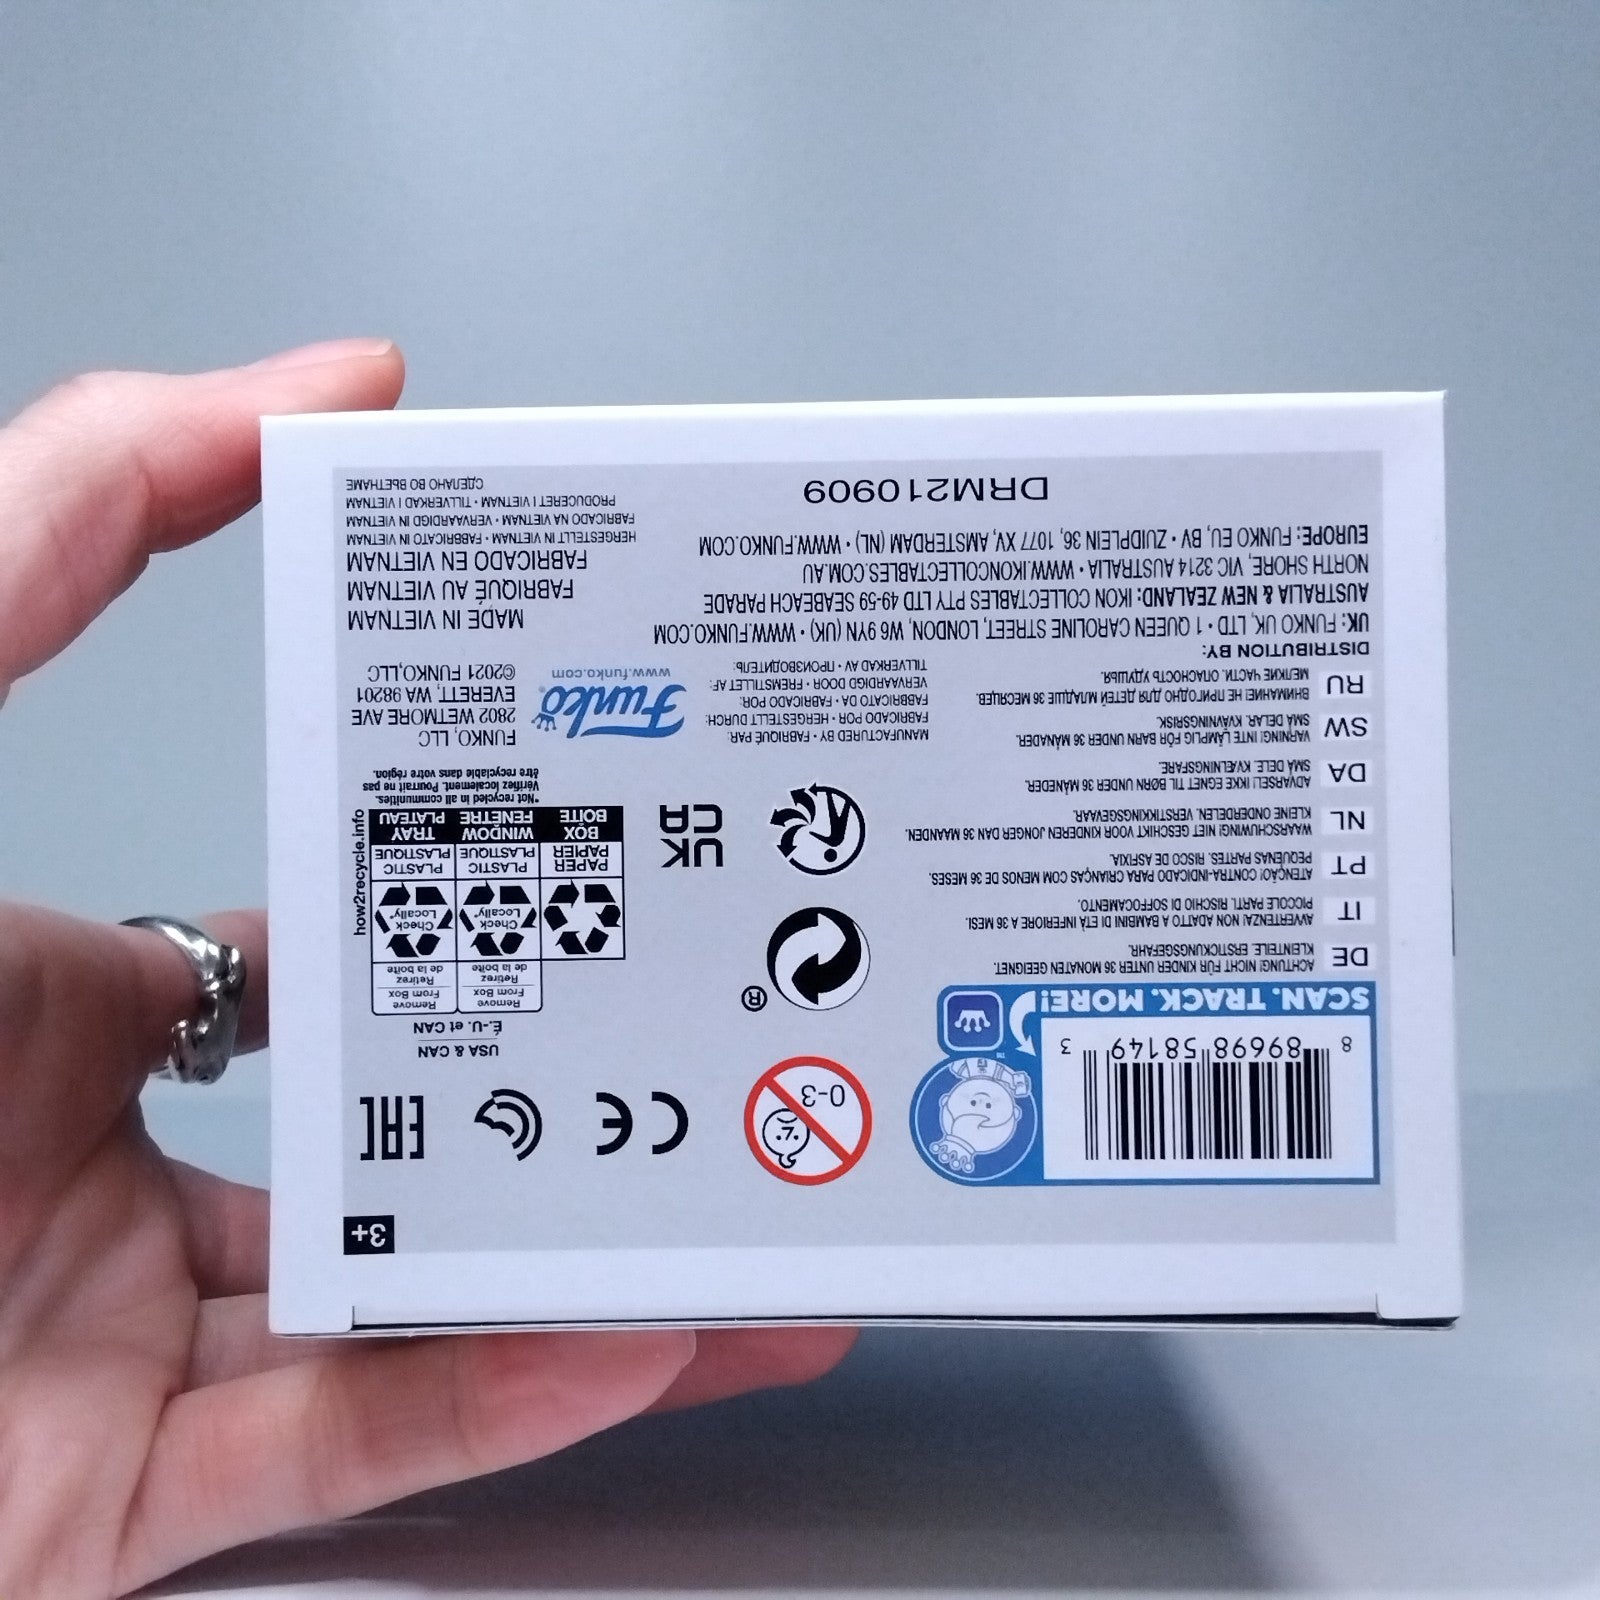 3+
8 89698 58149 3
SCAN. TRACK. MORE!
™
0-3
CE
EAC
USA & CAN
É.-U. et CAN
Remove
From Box
Retirez
de la boîte
Remove
From Box
Retirez
de la boîte
Check
Locally*
Check
Locally*
PAPER
PAPIER
BOX
BOÎTE
PLASTIC
PLASTIQUE
WINDOW
FENÊTRE
PLASTIC
PLASTIQUE
TRAY
PLATEAU
how2recycle.info
*Not recycled in all communities.
Vérifiez localement. Pourrait ne pas
être recyclable dans votre région.
®
UK
CA
DE ACHTUNG! NICHT FÜR KINDER UNTER 36 MONATEN GEEIGNET.
KLEINTEILE. ERSTICKUNGSGEFAHR.
IT AVVERTENZA! NON ADATTO A BAMBINI DI ETÀ INFERIORE A 36 MESI.
PICCOLE PARTI. RISCHIO DI SOFFOCAMENTO.
PT ATENÇÃO! CONTRA-INDICADO PARA CRIANÇAS COM MENOS DE 36 MESES.
PEQUENAS PARTES. RISCO DE ASFIXIA.
NL WAARSCHUWING! NIET GESCHIKT VOOR KINDEREN JONGER DAN 36 MAANDEN.
KLEINE ONDERDELEN. VERSTIKKINGSGEVAAR.
DA ADVARSEL! IKKE EGNET TIL BØRN UNDER 36 MÅNEDER.
SMÅ DELE. KVÆLNINGSFARE.
SW VARNING! INTE LÄMPLIG FÖR BARN UNDER 36 MÅNADER.
SMÅ DELAR. KVÄVNINGSRISK.
RU ВНИМАНИЕ! НЕ ПРИГОДНО ДЛЯ ДЕТЕЙ МЛАДШЕ 36 МЕСЯЦЕВ.
МЕЛКИЕ ЧАСТИ. ОПАСНОСТЬ УДУШЬЯ.
MANUFACTURED BY • FABRIQUÉ PAR:
FABRICADO POR • HERGESTELLT DURCH:
FABBRICATO DA • FABRICADO POR:
VERVAARDIGD DOOR • FREMSTILLET AF:
TILLVERKAD AV • ПРОИЗВОДИТЕЛЬ:
Funko®
www.funko.com
FUNKO, LLC
2802 WETMORE AVE
EVERETT, WA 98201
©2021 FUNKO,LLC
DISTRIBUTION BY:
UK: FUNKO UK, LTD • 1 QUEEN CAROLINE STREET, LONDON, W6 9YN (UK) • WWW.FUNKO.COM
AUSTRALIA & NEW ZEALAND: IKON COLLECTABLES PTY LTD 49-59 SEABEACH PARADE
NORTH SHORE, VIC 3214 AUSTRALIA • WWW.IKONCOLLECTABLES.COM.AU
EUROPE: FUNKO EU, BV • ZUIDPLEIN 36, 1077 XV, AMSTERDAM (NL) • WWW.FUNKO.COM
MADE IN VIETNAM
FABRIQUÉ AU VIETNAM
FABRICADO EN VIETNAM
HERGESTELLT IN VIETNAM • FABBRICATO IN VIETNAM
FABRICADO NA VIETNAM • VERVAARDIGD IN VIETNAM
PRODUCERET I VIETNAM • TILLVERKAD I VIETNAM
СДЕЛАНО ВО ВЬЕТНАМЕ
DRM210909